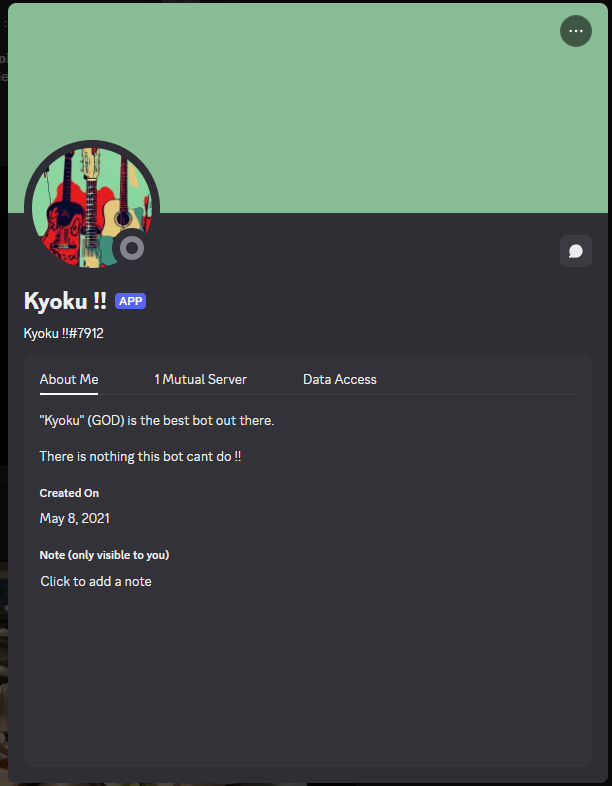 Kyoku !! APP
Kyoku !!#7912
About Me 1 Mutual Server Data Access
"Kyoku" (GOD) is the best bot out there.
There is nothing this bot cant do !!
Created On
May 8, 2021
Note (only visible to you)
Click to add a note